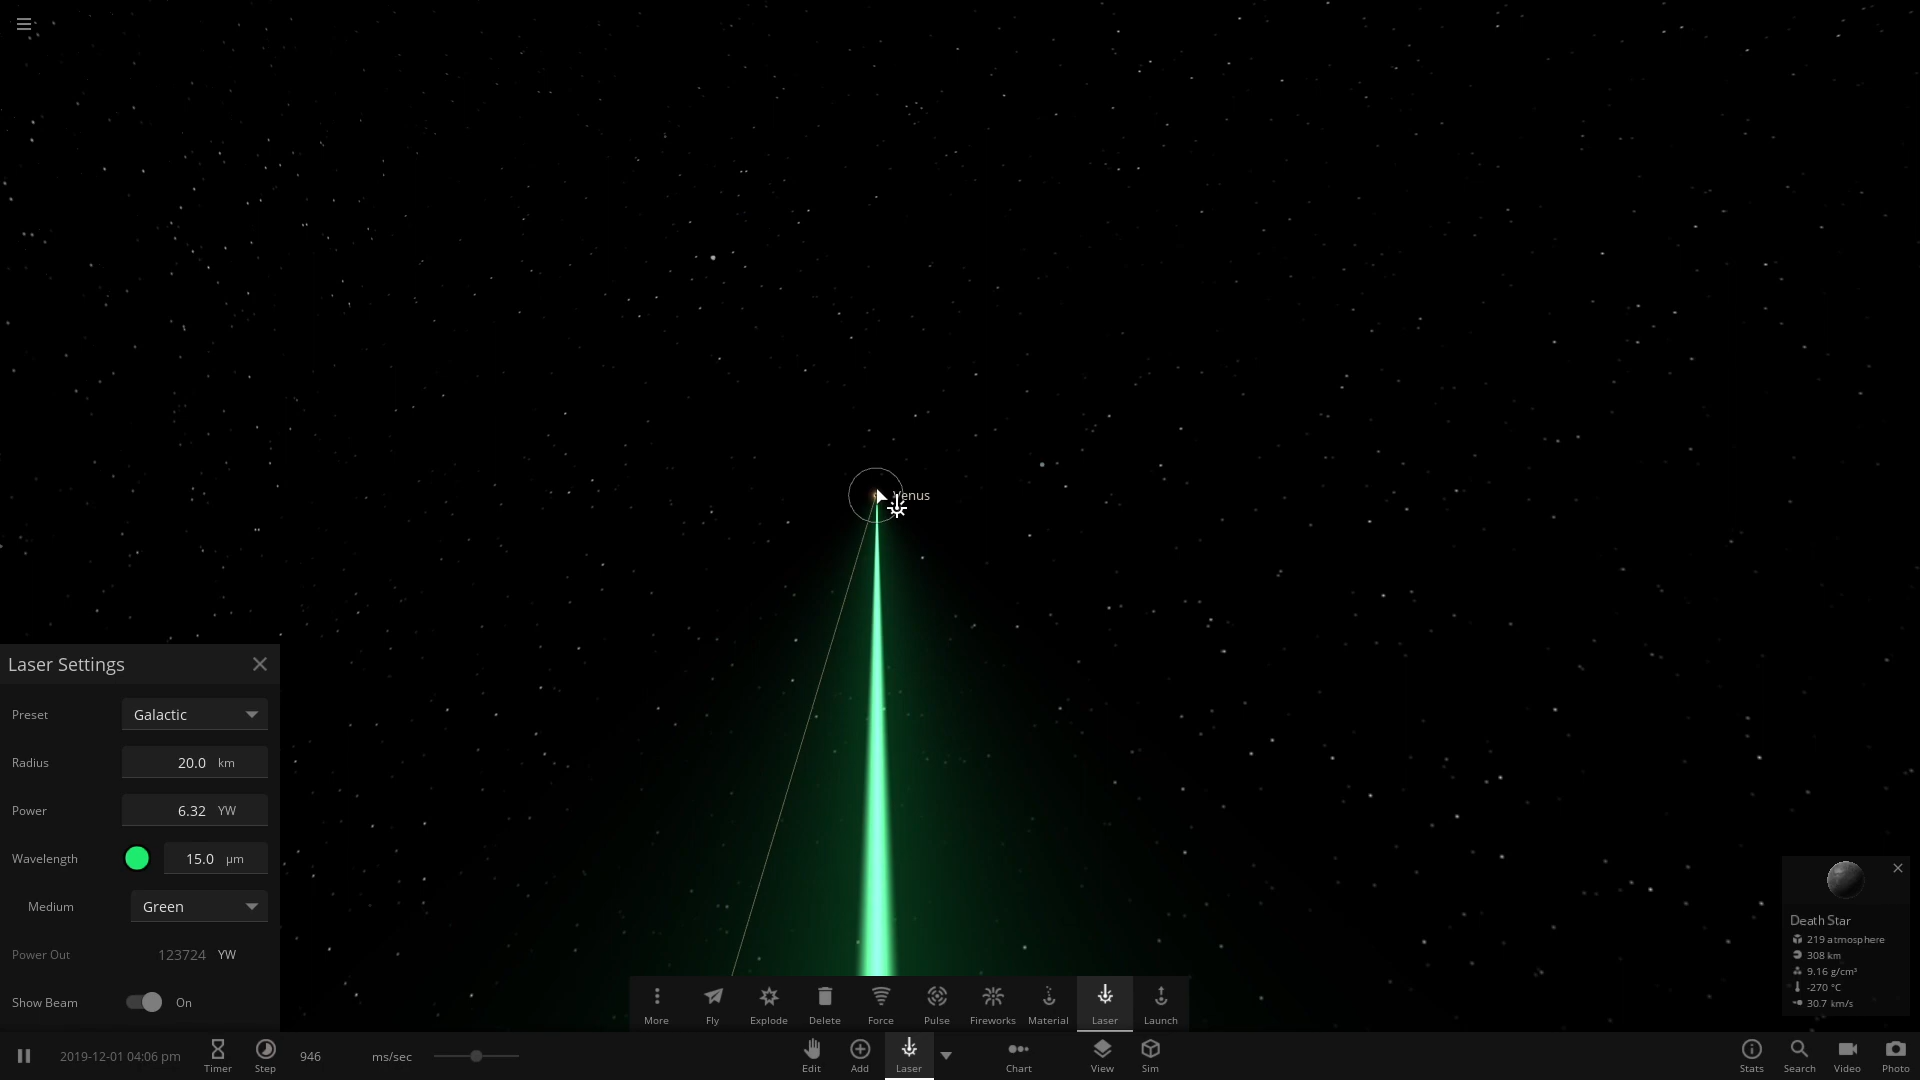 Venus
Laser Settings
Preset Galactic
Radius 20.0 km
Power 6.32 YW
Wavelength 15.0 µm
Medium Green
Power Out 123724 YW
Show Beam On
Death Star
219 atmosphere
308 km
9.16 g/cm³
-270 °C
30.7 km/s
More Fly Explode Delete Force Pulse Fireworks Material Laser Launch
2019-12-01 04:06 pm Timer Step 946 ms/sec Edit Add Laser Chart View Sim Stats Search Video Photo